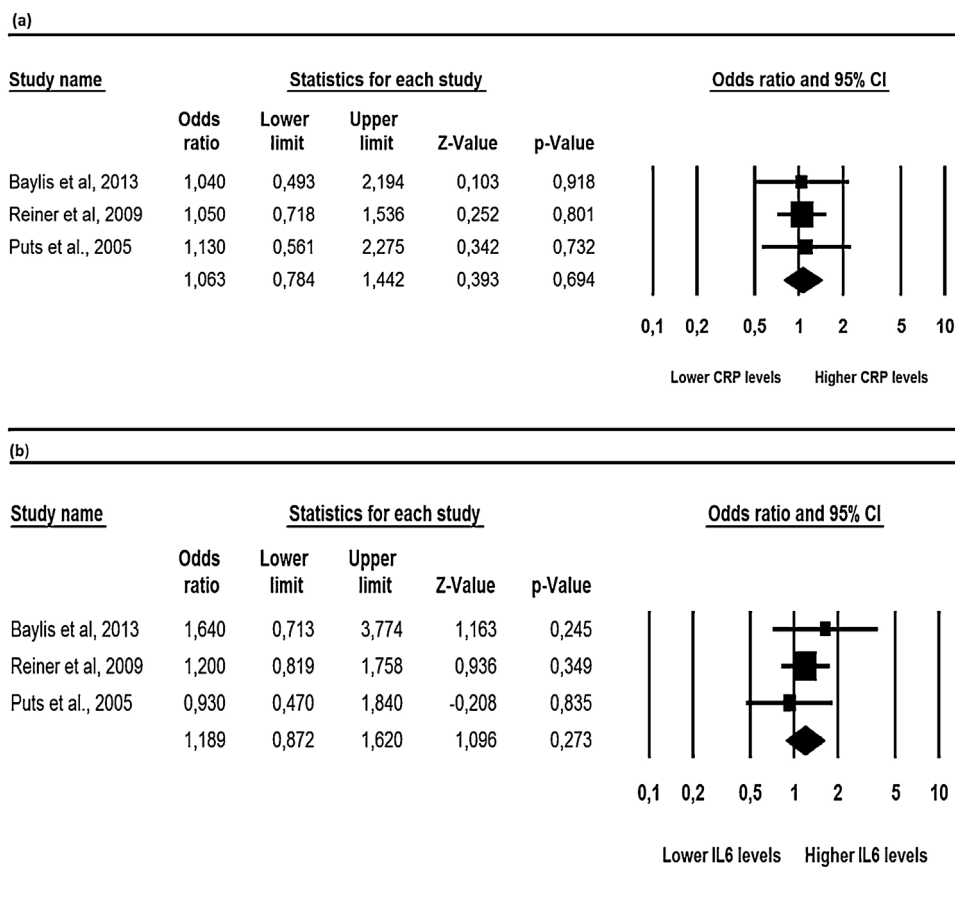 (a)
Study name Statistics for each study Odds ratio and 95% CI
Odds Lower Upper
ratio limit limit Z-Value p-Value
Baylis et al, 2013 1,040 0,493 2,194 0,103 0,918
Reiner et al, 2009 1,050 0,718 1,536 0,252 0,801
Puts et al., 2005 1,130 0,561 2,275 0,342 0,732
1,063 0,784 1,442 0,393 0,694
0,1 0,2 0,5 1 2 5 10
Lower CRP levels Higher CRP levels
(b)
Study name Statistics for each study Odds ratio and 95% CI
Odds Lower Upper
ratio limit limit Z-Value p-Value
Baylis et al, 2013 1,640 0,713 3,774 1,163 0,245
Reiner et al, 2009 1,200 0,819 1,758 0,936 0,349
Puts et al., 2005 0,930 0,470 1,840 -0,208 0,835
1,189 0,872 1,620 1,096 0,273
0,1 0,2 0,5 1 2 5 10
Lower IL6 levels Higher IL6 levels